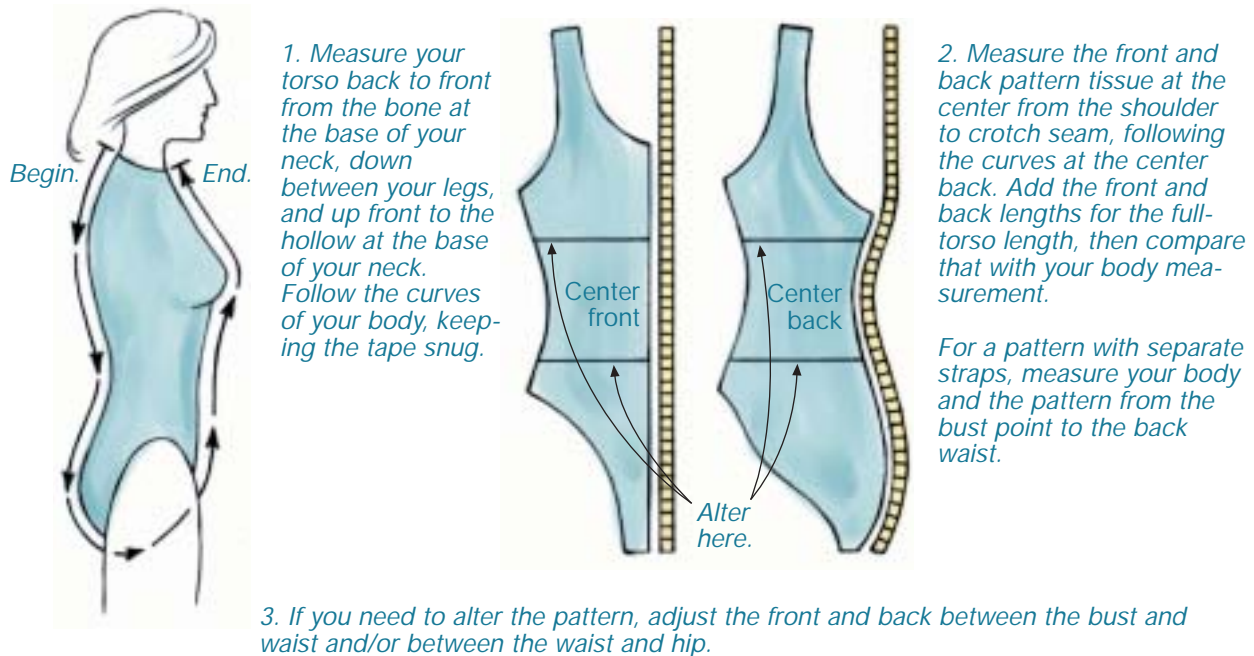 1. Measure your
torso back to front
from the bone at
the base of your
neck, down
between your legs,
and up front to the
hollow at the base
of your neck.
Follow the curves
of your body, keep-
ing the tape snug.
Begin.
End.
Center
front
Center
back
Alter
here.
2. Measure the front and
back pattern tissue at the
center from the shoulder
to crotch seam, following
the curves at the center
back. Add the front and
back lengths for the full-
torso length, then compare
that with your body mea-
surement.
For a pattern with separate
straps, measure your body
and the pattern from the
bust point to the back
waist.
3. If you need to alter the pattern, adjust the front and back between the bust and
waist and/or between the waist and hip.